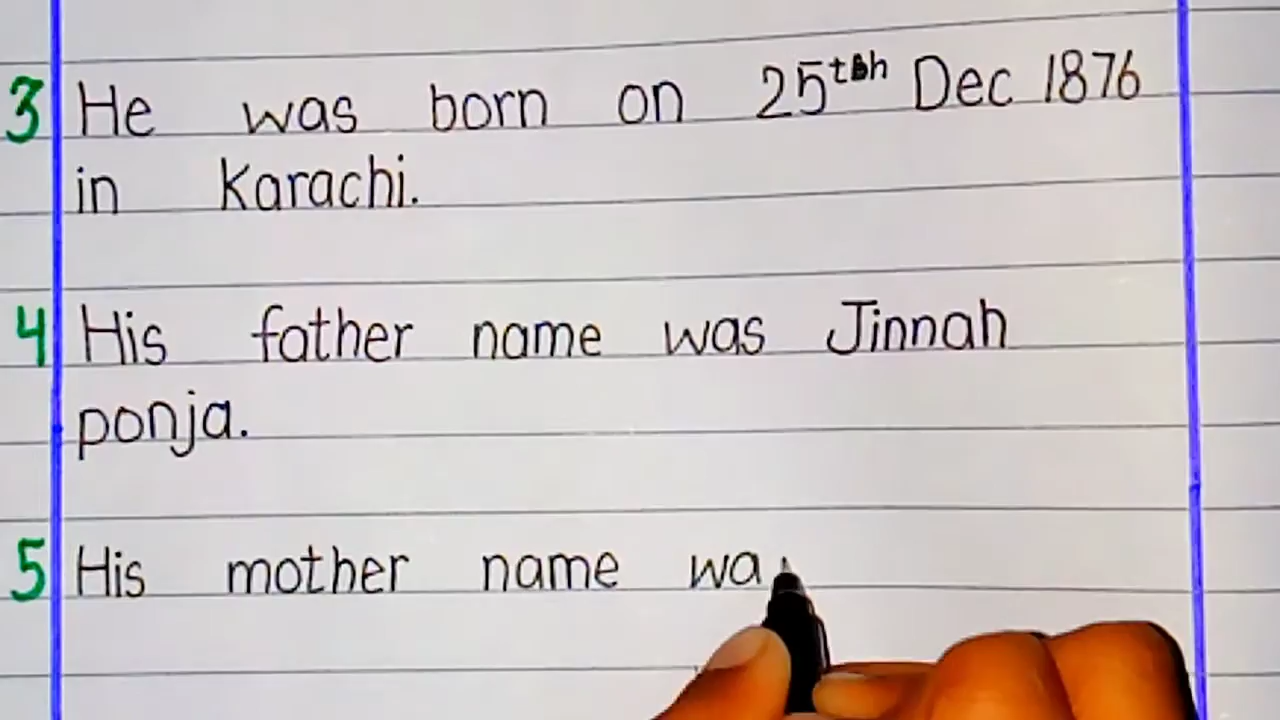 3 He was born on 25th Dec 1876
in Karachi.
4 His father name was Jinnah
ponja.
5 His mother name wa